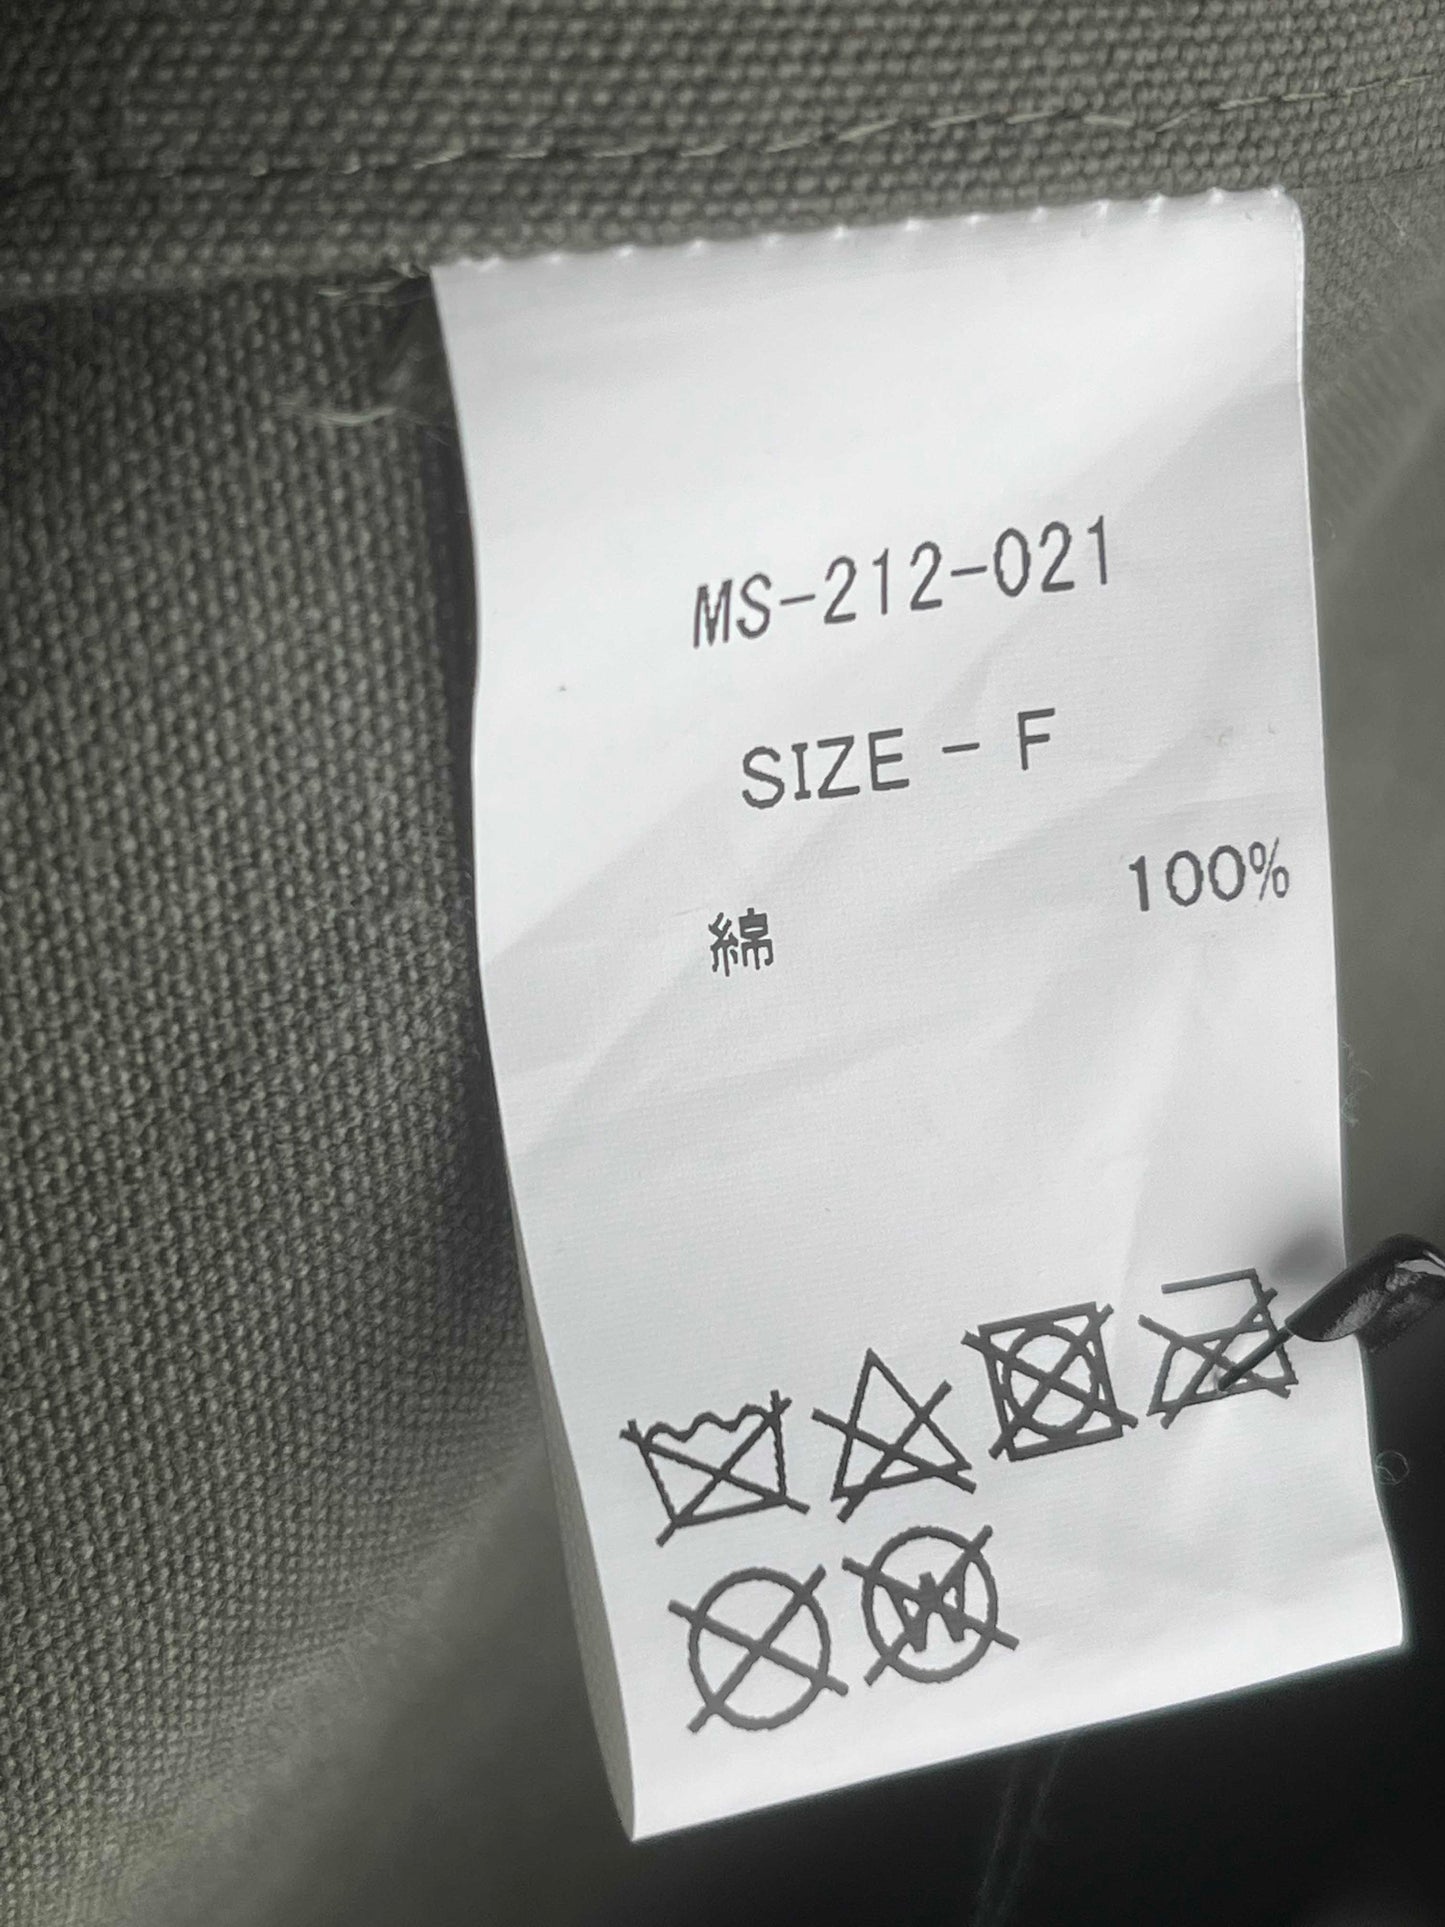 MS-212-021
SIZE - F
綿 100%
W